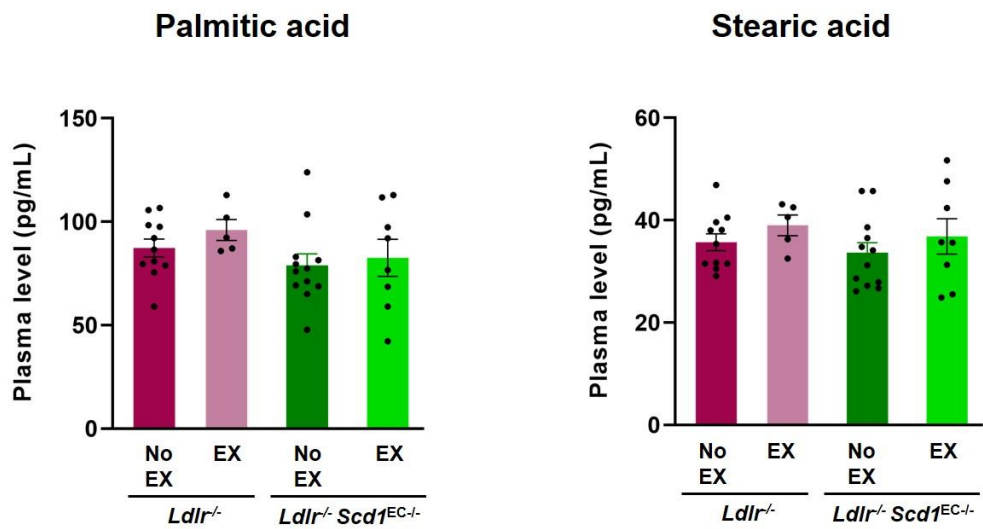 Palmitic acid
Plasma level (pg/mL)
150
100
50
0
No EX
EX
No EX
EX
Ldlr-/-
Ldlr-/- Scd1EC-/-
Stearic acid
Plasma level (pg/mL)
60
40
20
0
No EX
EX
No EX
EX
Ldlr-/-
Ldlr-/- Scd1EC-/-